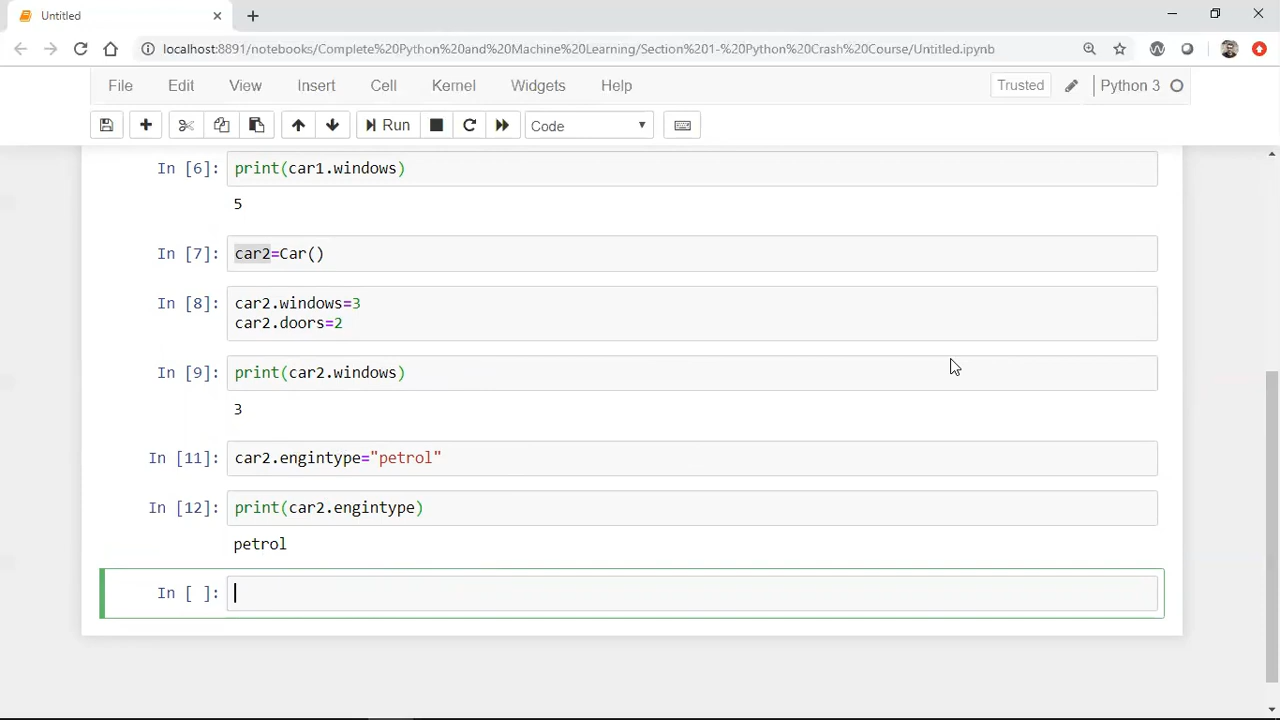 Untitled
localhost:8891/notebooks/Complete%20Python%20and%20Machine%20Learning/Section%201-%20Python%20Crash%20Course/Untitled.ipynb
File Edit View Insert Cell Kernel Widgets Help Trusted Python 3
Run Code
In [6]: print(car1.windows)
5
In [7]: car2=Car()
In [8]: car2.windows=3
car2.doors=2
In [9]: print(car2.windows)
3
In [11]: car2.engintype="petrol"
In [12]: print(car2.engintype)
petrol
In [ ]: